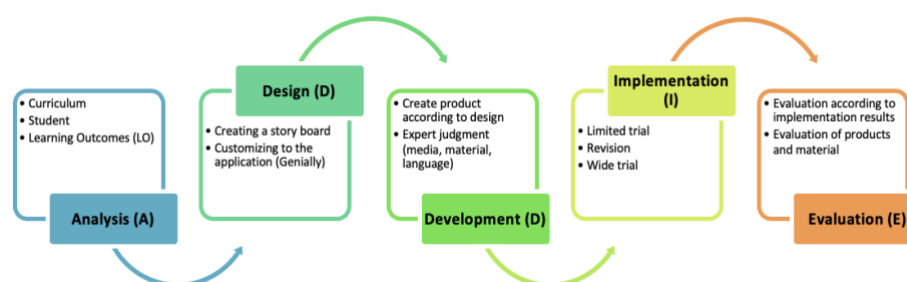 • Curriculum
• Student
• Learning Outcomes (LO)
Analysis (A)
Design (D)
• Creating a story board
• Customizing to the
application (Genially)
• Create product
according to design
• Expert judgment
(media, material,
language)
Development (D)
Implementation
(I)
• Limited trial
• Revision
• Wide trial
• Evaluation according to
implementation results
• Evaluation of products
and material
Evaluation (E)